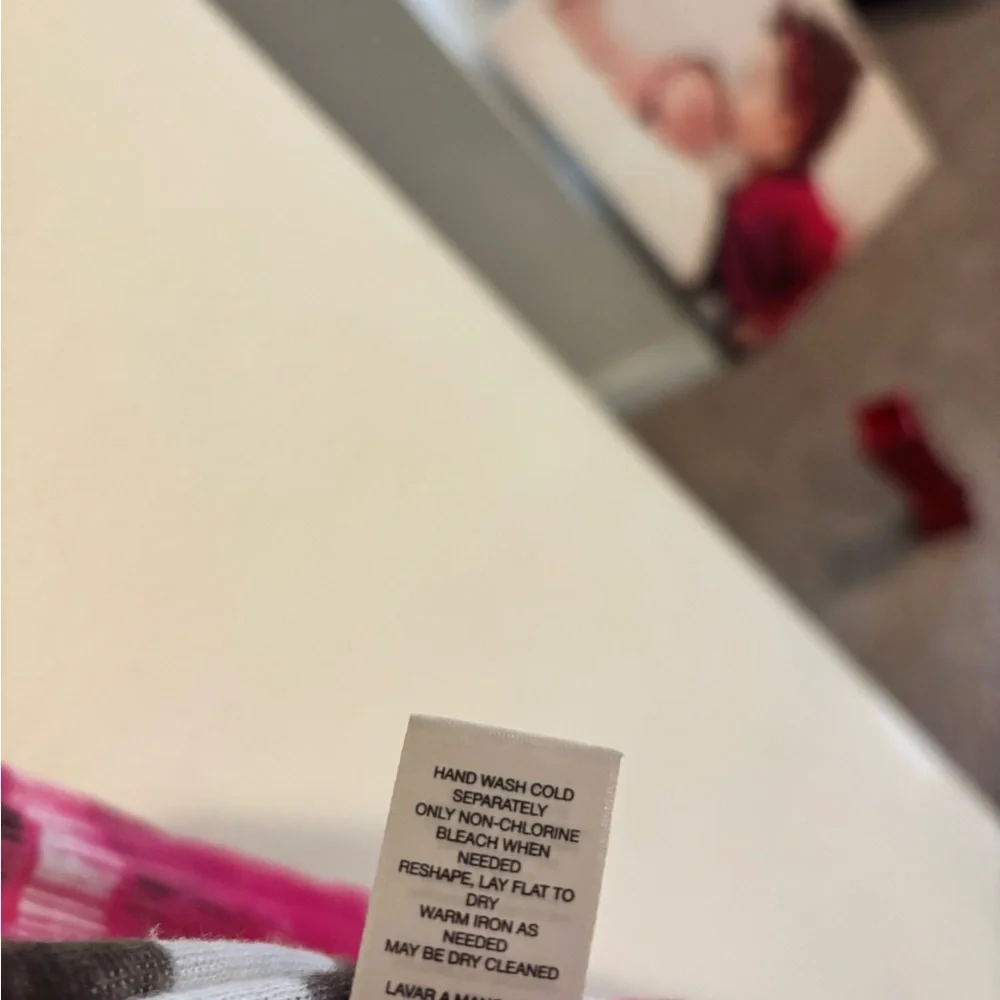 HAND WASH COLD
SEPARATELY
ONLY NON-CHLORINE
BLEACH WHEN
NEEDED
RESHAPE, LAY FLAT TO
DRY
WARM IRON AS
NEEDED
MAY BE DRY CLEANED
LAVAR A